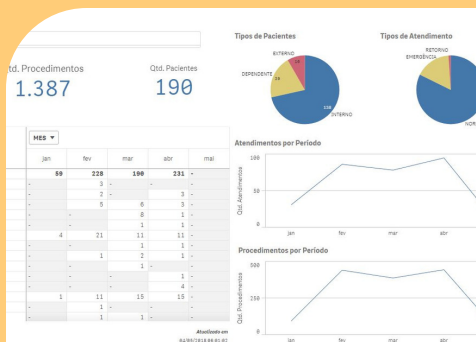 Tipos de Pacientes
Tipos de Atendimento
EXTERNO
DEPENDENTE
INTERNO
RETORNO
EMERGÊNCIA
td. Procedimentos
1.387
Qtd. Pacientes
190
MES ▼
jan fev mar abr mai
59 228 190 231 -
- 3 - - -
- 2 - 3 -
- 5 6 3 -
- - 8 1 -
- - 1 1 -
4 21 11 11 -
- - 1 1 -
- 1 2 1 -
- - 1 - -
- - - 1 -
- - - 4 -
1 11 15 15 -
- 1 - - -
- 1 1 - -
Atualizado em
Atendimentos por Período
Qtd. Atendimentos
100
50
0
jan fev mar abr
Procedimentos por Período
Qtd. Procedimentos
500
250
0
jan fev mar abr